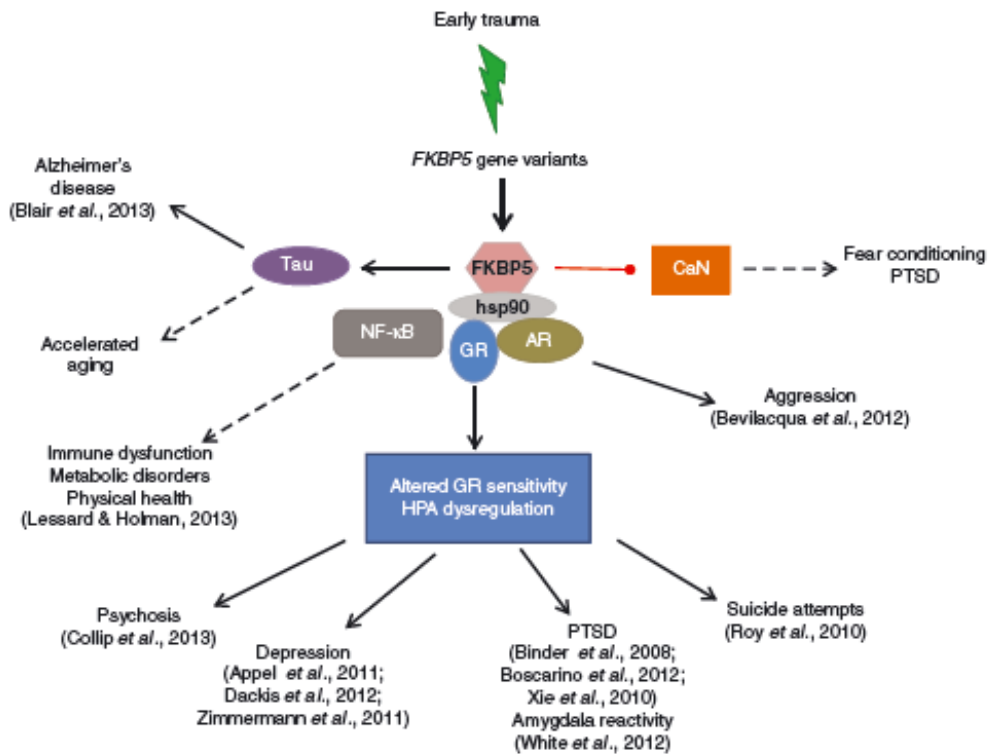 Early trauma
FKBP5 gene variants
Alzheimer's
disease
(Blair et al., 2013)
Tau
FKBP5
CaN
Fear conditioning
PTSD
hsp90
NF-κB
GR
AR
Accelerated
aging
Aggression
(Bevilacqua et al., 2012)
Immune dysfunction
Metabolic disorders
Physical health
(Lessard & Holman, 2013)
Altered GR sensitivity
HPA dysregulation
Psychosis
(Collip et al., 2013)
Depression
(Appel et al., 2011;
Dackis et al., 2012;
Zimmermann et al., 2011)
PTSD
(Binder et al., 2008;
Boscarino et al., 2012;
Xie et al., 2010)
Amygdala reactivity
(White et al., 2012)
Suicide attempts
(Roy et al., 2010)